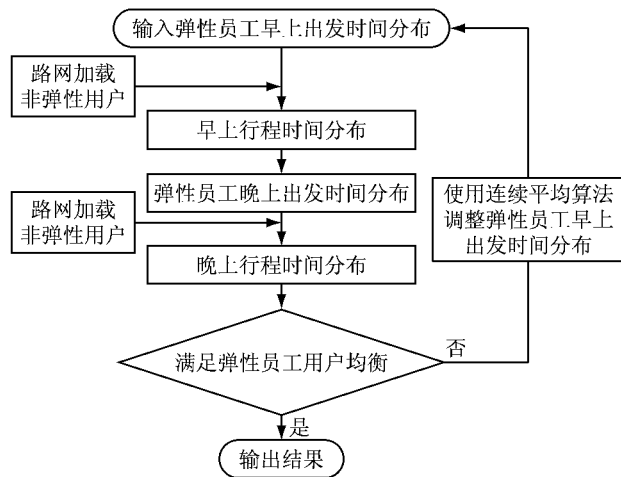 输入弹性员工早上出发时间分布
路网加载
非弹性用户
早上行程时间分布
弹性员工晚上出发时间分布
路网加载
非弹性用户
晚上行程时间分布
使用连续平均算法
调整弹性员工早上
出发时间分布
满足弹性员工用户均衡
否
是
输出结果